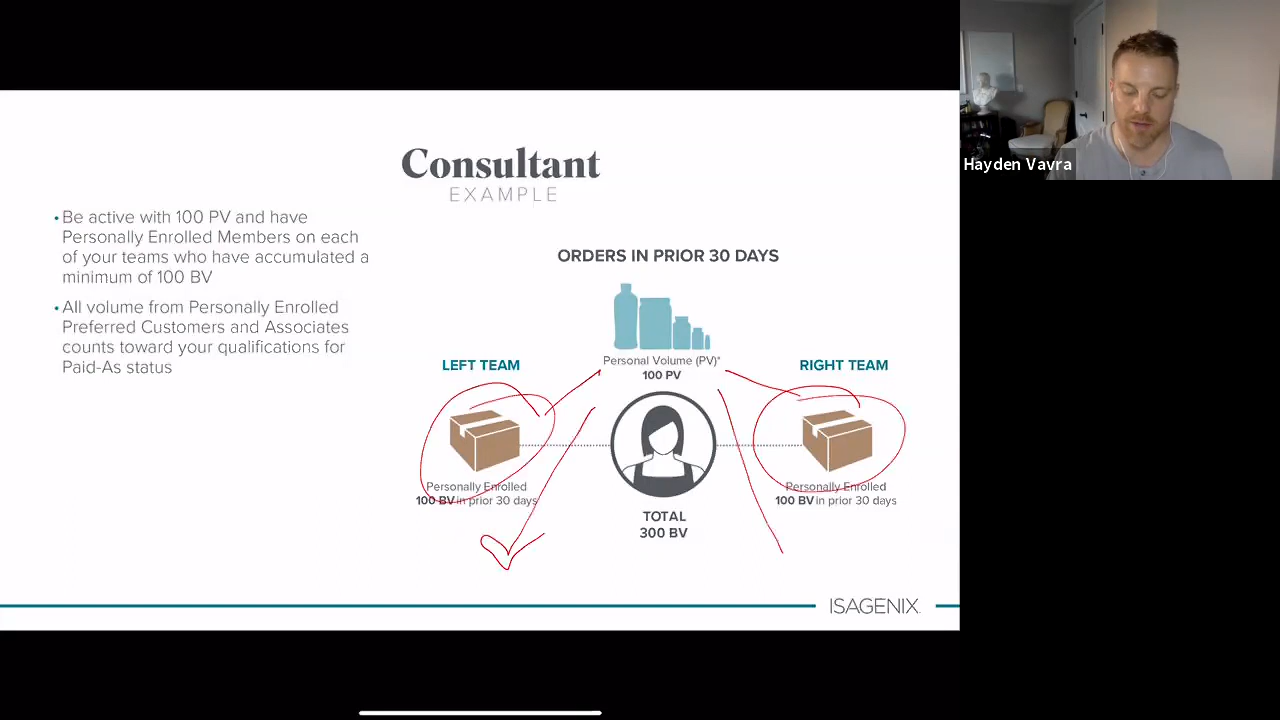 Consultant
EXAMPLE
• Be active with 100 PV and have
Personally Enrolled Members on each
of your teams who have accumulated a
minimum of 100 BV
• All volume from Personally Enrolled
Preferred Customers and Associates
counts toward your qualifications for
Paid-As status
ORDERS IN PRIOR 30 DAYS
Personal Volume (PV)*
100 PV
LEFT TEAM
Personally Enrolled
100 BV in prior 30 days
TOTAL
300 BV
RIGHT TEAM
Personally Enrolled
100 BV in prior 30 days
ISAGENIX
Hayden Vavra